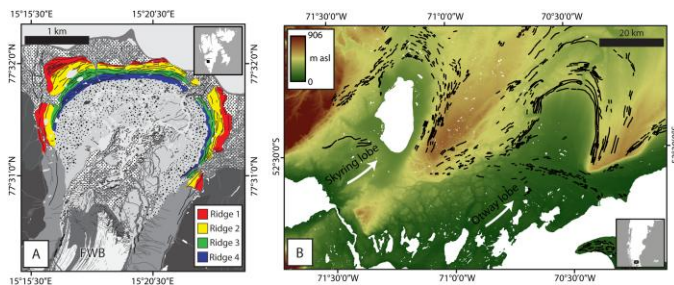 15°15'30"E
15°20'30"E
1 km
77°32'0"N
77°31'0"N
77°32'0"N
77°31'0"N
Ridge 1
Ridge 2
Ridge 3
Ridge 4
A
FWB
15°15'30"E
15°20'30"E
71°30'0"W
71°0'0"W
70°30'0"W
906
m asl
0
20 km
52°30'0"S
Skyring lobe
Otway lobe
B
71°30'0"W
71°0'0"W
70°30'0"W